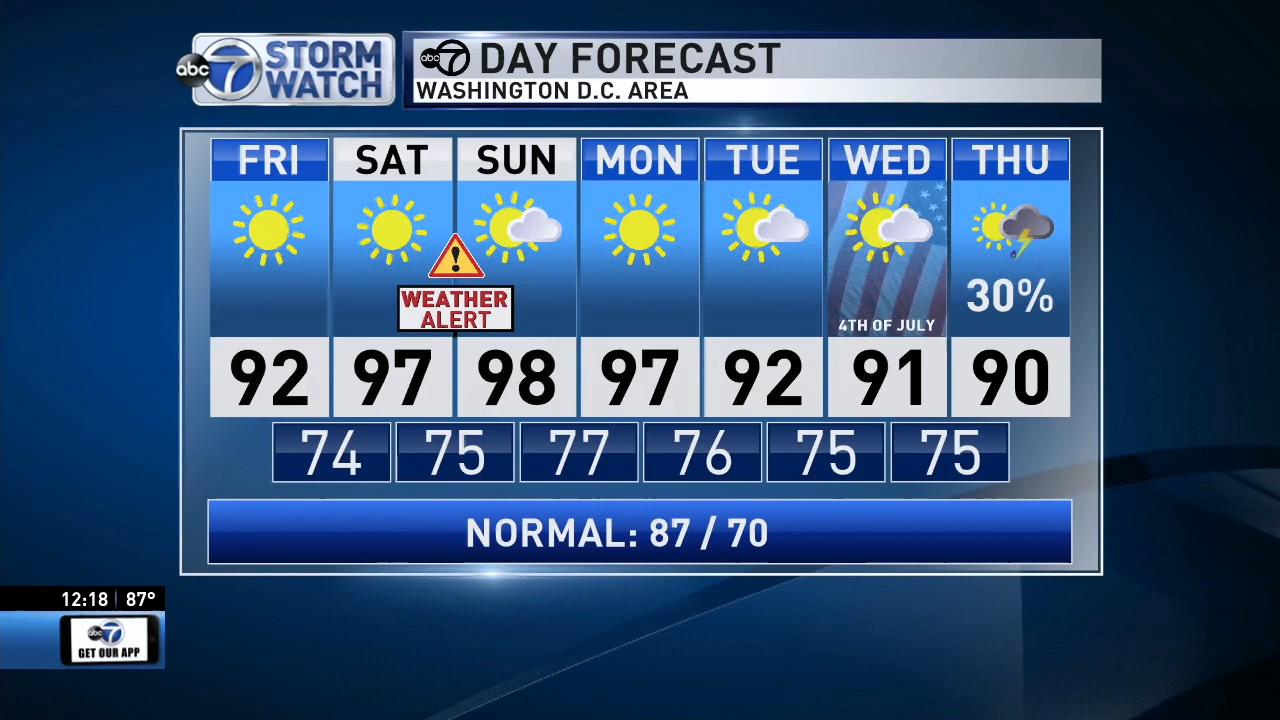 abc 7 STORM WATCH
abc 7 DAY FORECAST
WASHINGTON D.C. AREA
FRI SAT SUN MON TUE WED THU
!
WEATHER
ALERT
30%
4TH OF JULY
92 97 98 97 92 91 90
74 75 77 76 75 75
NORMAL: 87 / 70
12:18 87°
abc 7
GET OUR APP